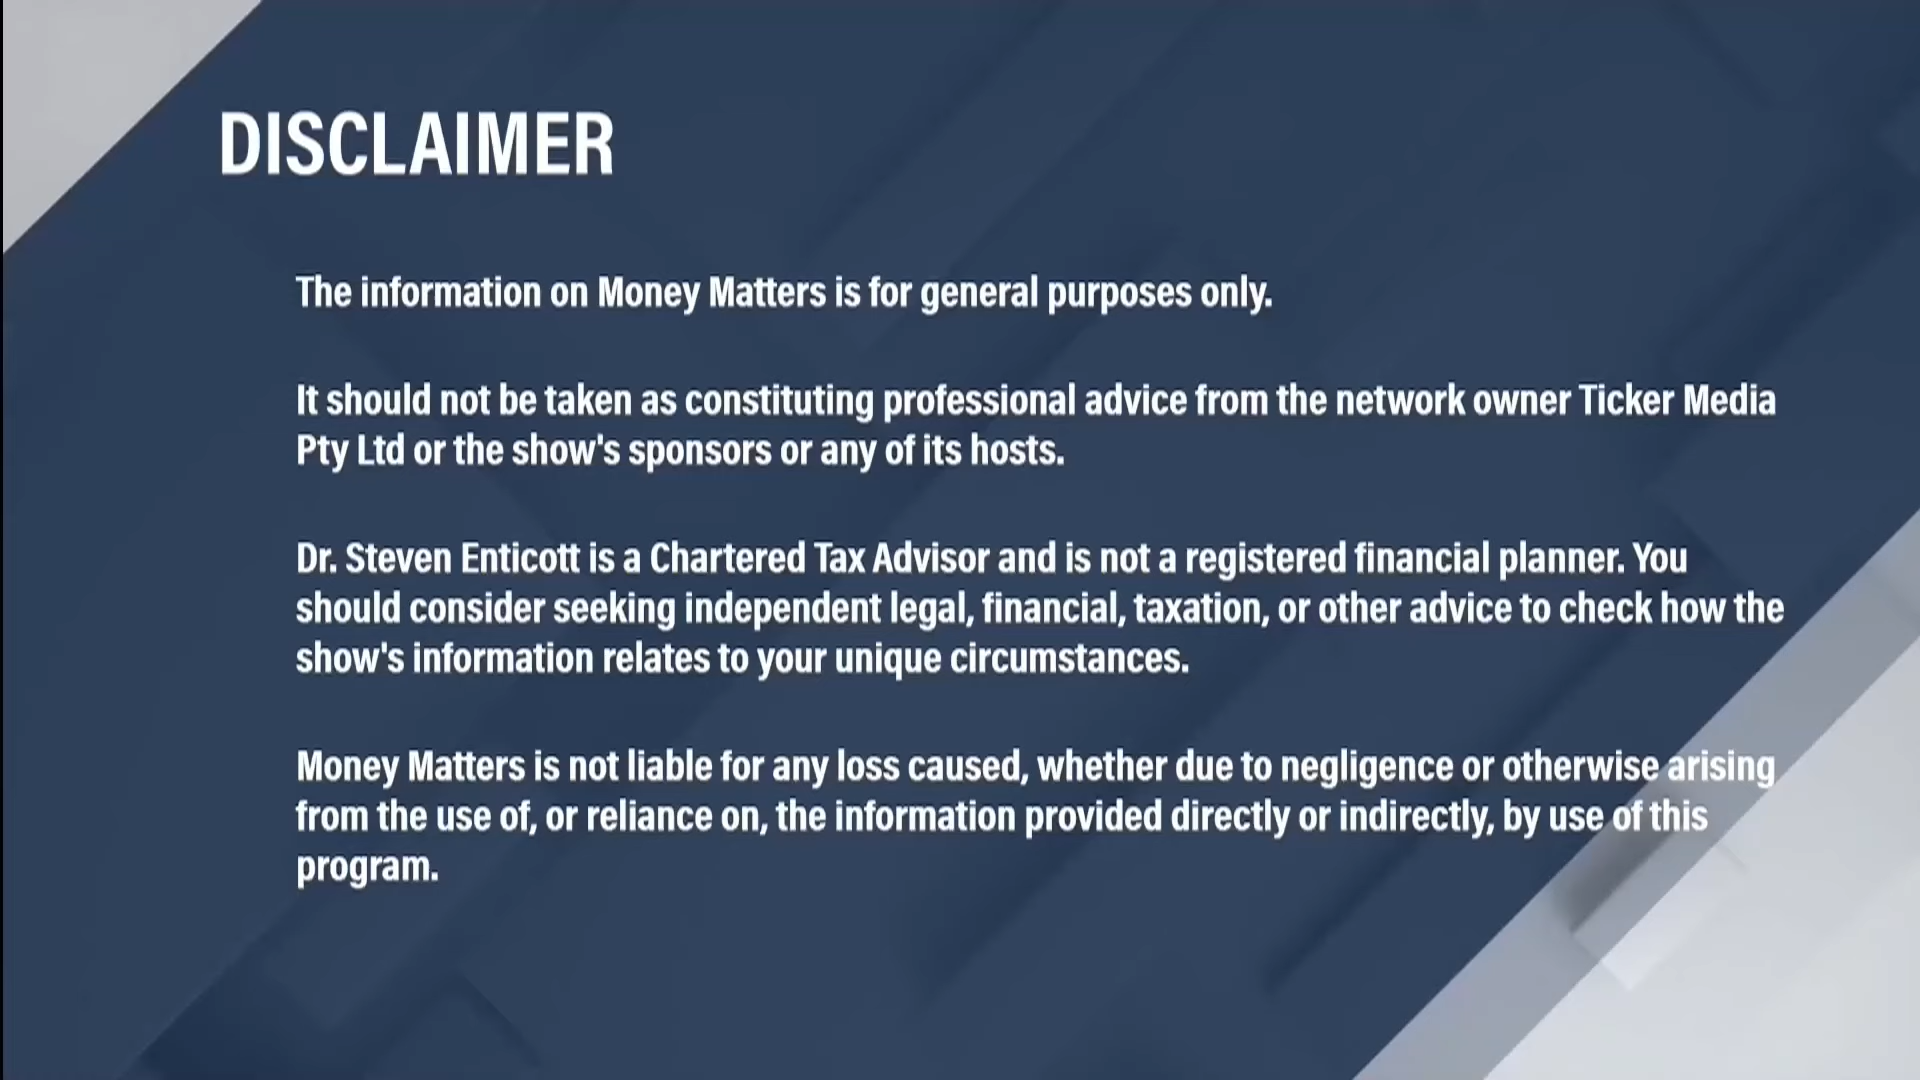 DISCLAIMER
The information on Money Matters is for general purposes only.
It should not be taken as constituting professional advice from the network owner Ticker Media
Pty Ltd or the show's sponsors or any of its hosts.
Dr. Steven Enticott is a Chartered Tax Advisor and is not a registered financial planner. You
should consider seeking independent legal, financial, taxation, or other advice to check how the
show's information relates to your unique circumstances.
Money Matters is not liable for any loss caused, whether due to negligence or otherwise arising
from the use of, or reliance on, the information provided directly or indirectly, by use of this
program.